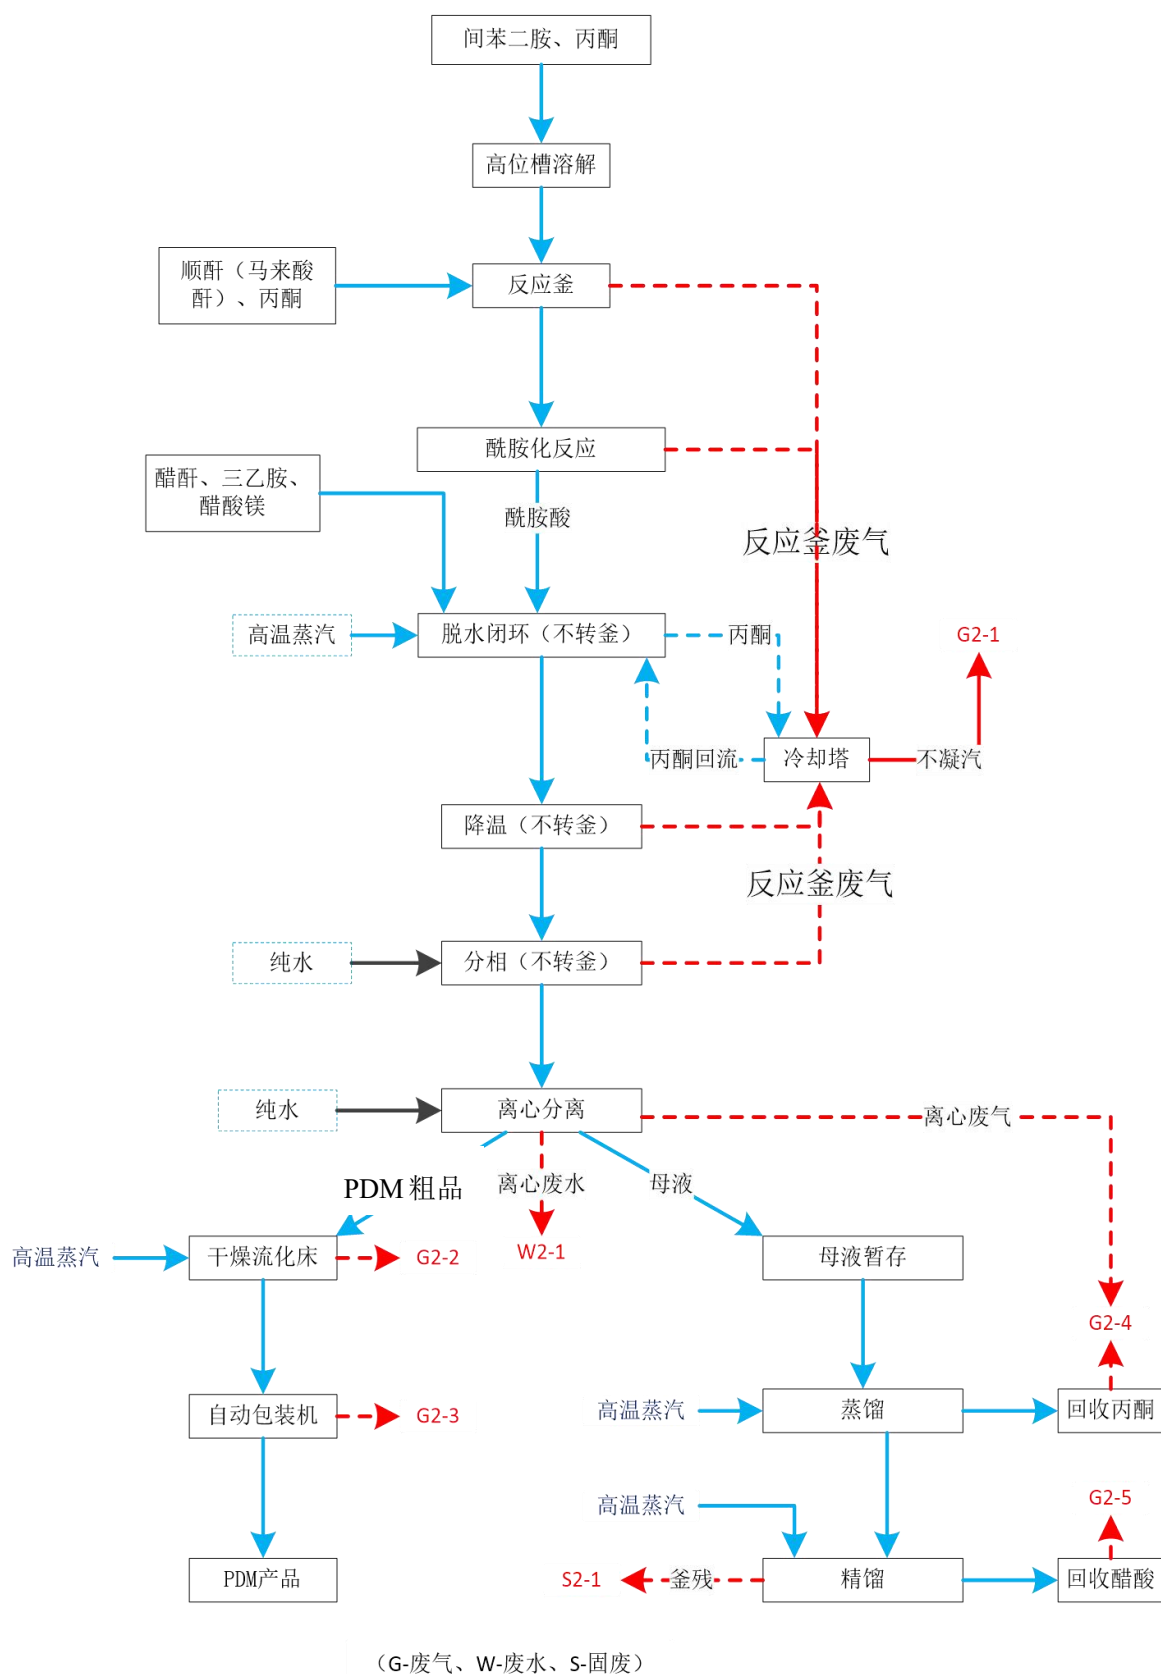 间苯二胺、丙酮
高位槽溶解
顺酐（马来酸
酐）、丙酮
反应釜
酰胺化反应
醋酐、三乙胺、
醋酸镁
酰胺酸
反应釜废气
高温蒸汽
脱水闭环（不转釜）
丙酮
G2-1
丙酮回流
冷却塔
不凝汽
降温（不转釜）
反应釜废气
纯水
分相（不转釜）
纯水
离心分离
离心废气
PDM 粗品
离心废水
母液
高温蒸汽
干燥流化床
G2-2
W2-1
母液暂存
G2-4
自动包装机
G2-3
高温蒸汽
蒸馏
回收丙酮
高温蒸汽
G2-5
PDM产品
S2-1
釜残
精馏
回收醋酸
（G-废气、W-废水、S-固废）